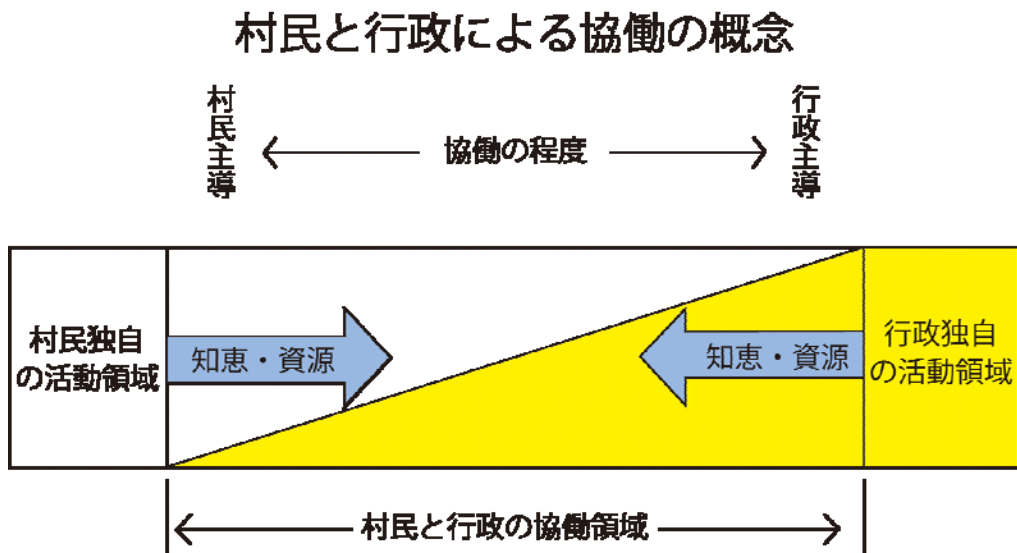 村民と行政による協働の概念
村民主導
協働の程度
行政主導
村民独自
の活動領域
知恵・資源
知恵・資源
行政独自
の活動領域
村民と行政の協働領域